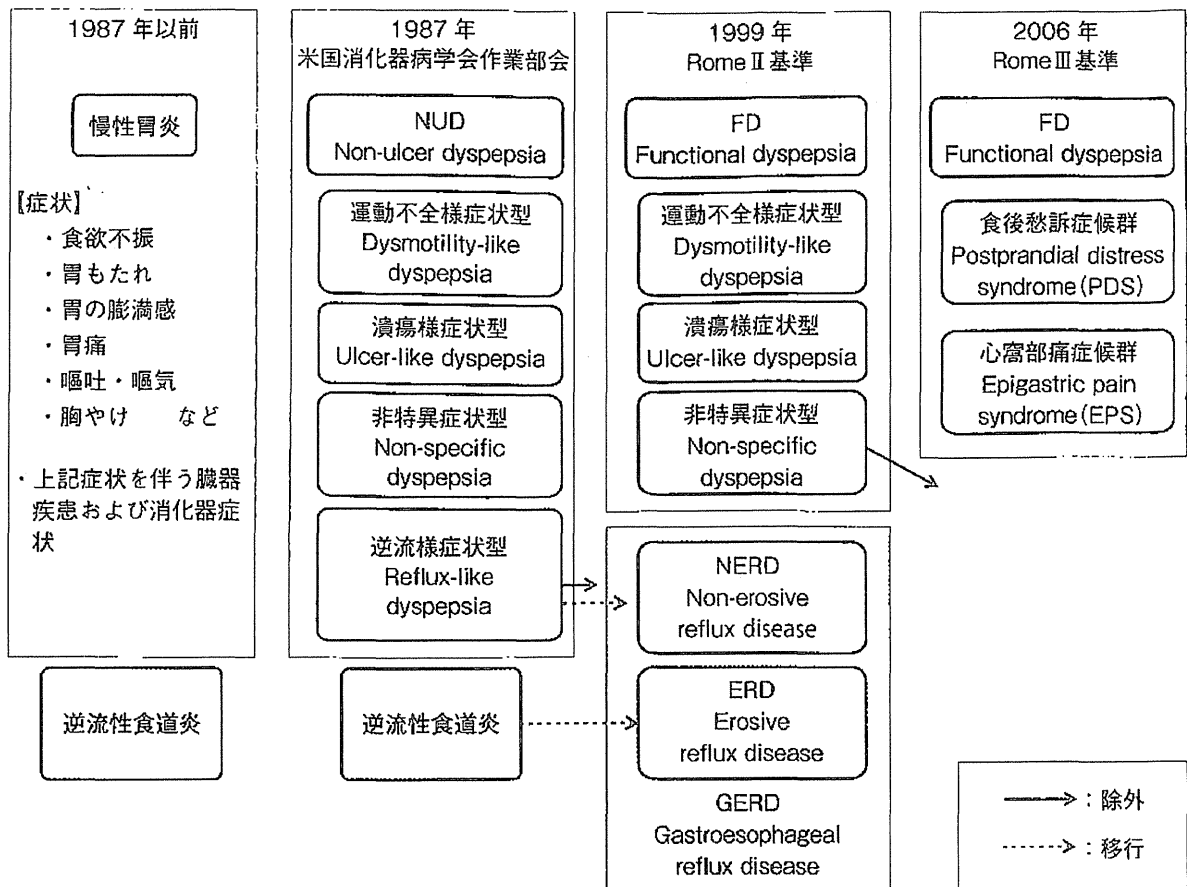 1987年以前
慢性胃炎
【症状】
・食欲不振
・胃もたれ
・胃の膨満感
・胃痛
・嘔吐・嘔気
・胸やけ　など
・上記症状を伴う臓器
疾患および消化器症
状
逆流性食道炎
1987年
米国消化器病学会作業部会
NUD
Non-ulcer dyspepsia
運動不全様症状型
Dysmotility-like
dyspepsia
潰瘍様症状型
Ulcer-like dyspepsia
非特異症状型
Non-specific
dyspepsia
逆流様症状型
Reflux-like
dyspepsia
逆流性食道炎
1999年
RomeⅡ基準
FD
Functional dyspepsia
運動不全様症状型
Dysmotility-like
dyspepsia
潰瘍様症状型
Ulcer-like dyspepsia
非特異症状型
Non-specific
dyspepsia
NERD
Non-erosive
reflux disease
ERD
Erosive
reflux disease
GERD
Gastroesophageal
reflux disease
2006年
RomeⅢ基準
FD
Functional dyspepsia
食後愁訴症候群
Postprandial distress
syndrome(PDS)
心窩部痛症候群
Epigastric pain
syndrome(EPS)
：除外
：移行